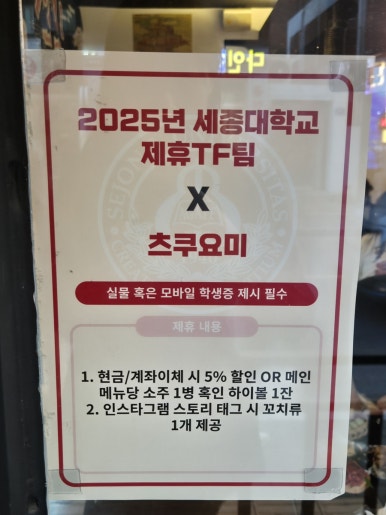 2025년 세종대학교
제휴TF팀
X
츠쿠요미
실물 혹은 모바일 학생증 제시 필수
제휴 내용
1. 현금/계좌이체 시 5% 할인 OR 메인
메뉴당 소주 1병 혹인 하이볼 1잔
2. 인스타그램 스토리 태그 시 꼬치류
1개 제공